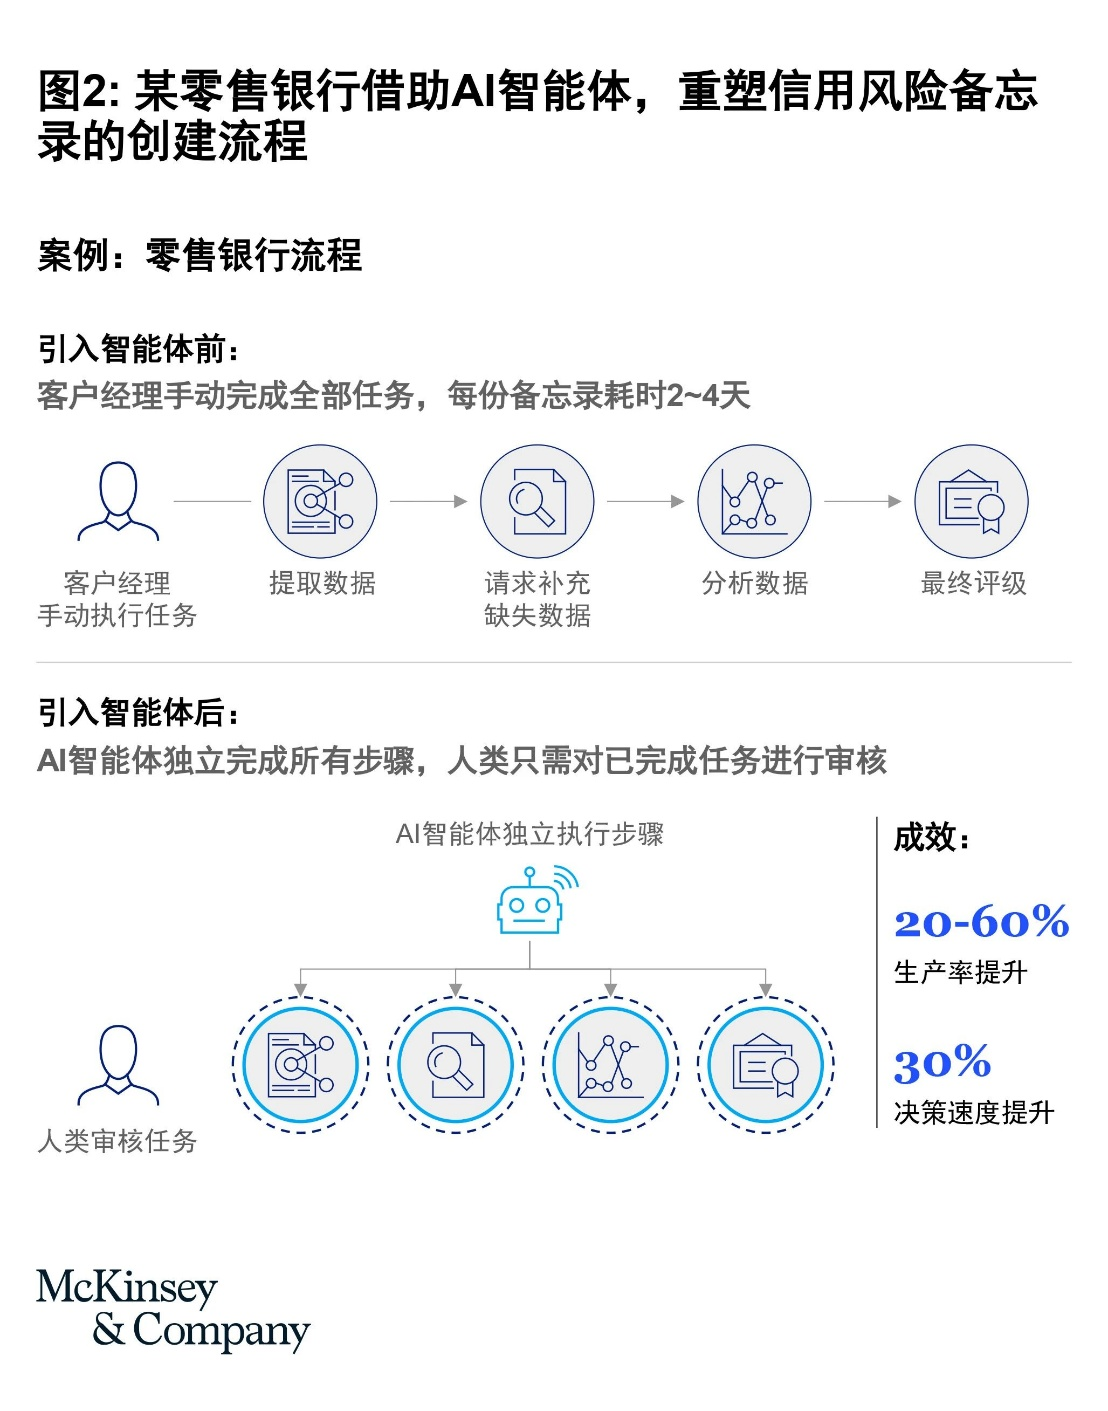 图2: 某零售银行借助AI智能体，重塑信用风险备忘
录的创建流程
案例：零售银行流程
引入智能体前：
客户经理手动完成全部任务，每份备忘录耗时2~4天
客户经理
手动执行任务
提取数据
请求补充
缺失数据
分析数据
最终评级
引入智能体后：
AI智能体独立完成所有步骤，人类只需对已完成任务进行审核
AI智能体独立执行步骤
人类审核任务
成效：
20-60%
生产率提升
30%
决策速度提升
McKinsey
& Company